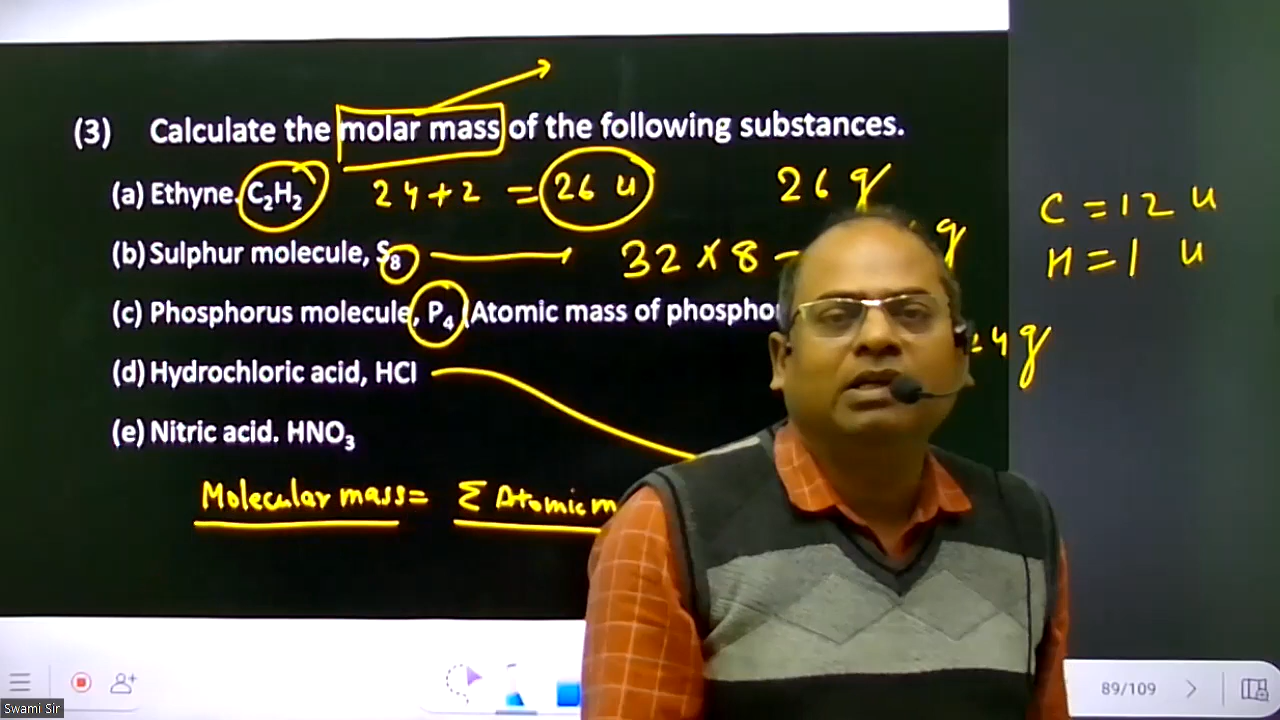 (3) Calculate the molar mass of the following substances.
(a) Ethyne. C₂H₂ 24+2 = 26 u 26 g
C = 12 u
(b) Sulphur molecule, S₈ 32 × 8 g
H = 1 u
(c) Phosphorus molecule, P₄ (Atomic mass of phospho
4 g
(d) Hydrochloric acid, HCl
(e) Nitric acid. HNO₃
Molecular mass = Σ Atomic m
89/109
Swami Sir